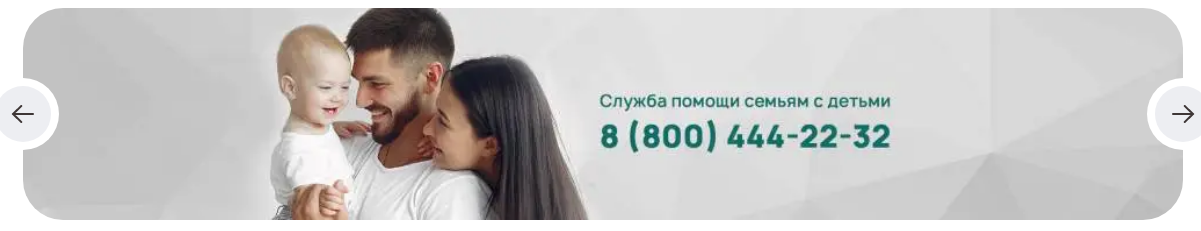 Служба помощи семьям с детьми
8 (800) 444-22-32